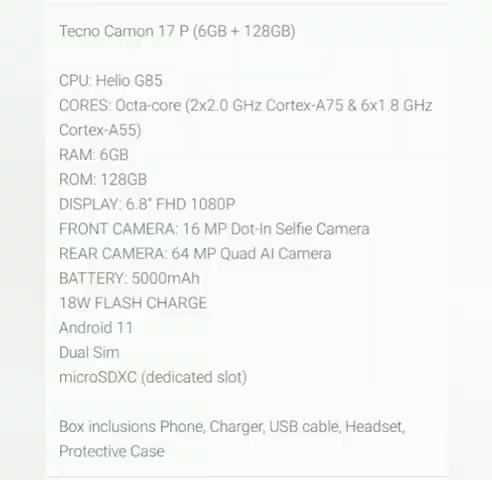 Tecno Camon 17 P (6GB + 128GB)
CPU: Helio G85
CORES: Octa-core (2x2.0 GHz Cortex-A75 & 6x1.8 GHz
Cortex-A55)
RAM: 6GB
ROM: 128GB
DISPLAY: 6.8" FHD 1080P
FRONT CAMERA: 16 MP Dot-In Selfie Camera
REAR CAMERA: 64 MP Quad AI Camera
BATTERY: 5000mAh
18W FLASH CHARGE
Android 11
Dual Sim
microSDXC (dedicated slot)
Box inclusions Phone, Charger, USB cable, Headset,
Protective Case